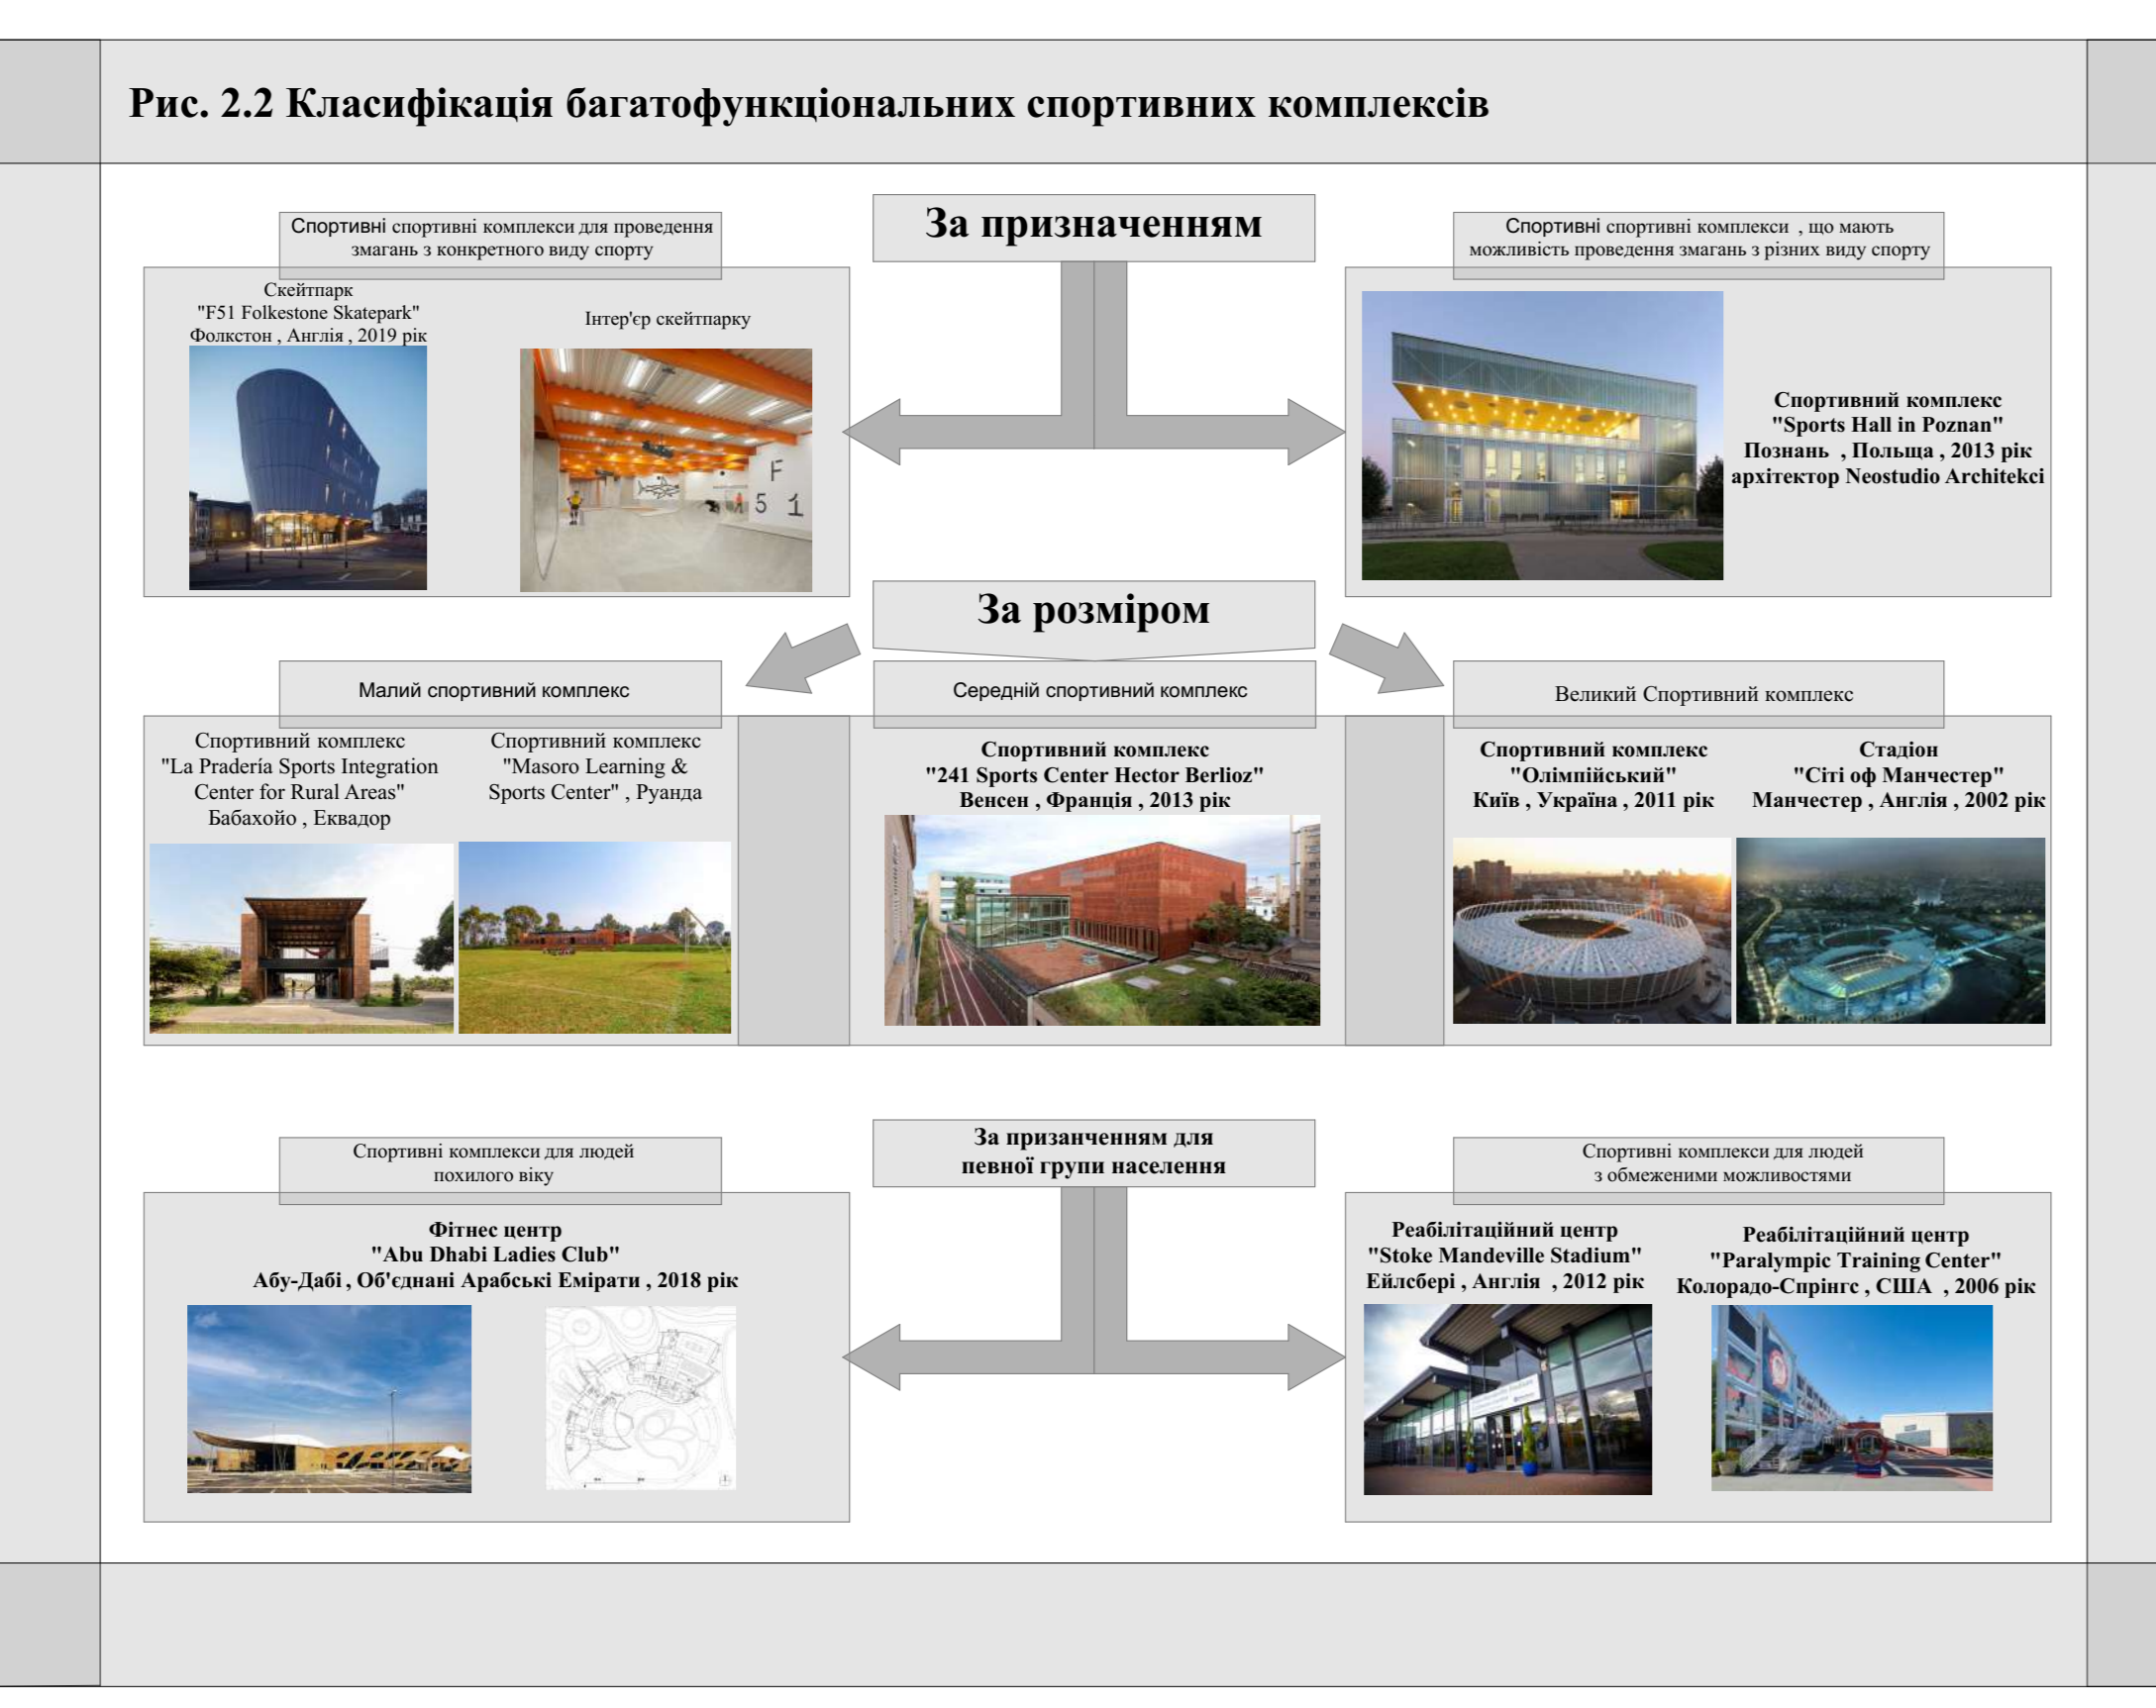 Рис. 2.2 Класифікація багатофункціональних спортивних комплексів
За призначенням
Спортивні спортивні комплекси для проведення
змагань з конкретного виду спорту
Скейтпарк
"F51 Folkestone Skatepark"
Фолкстон , Англія , 2019 рік
Інтер'єр скейтпарку
F
5 1
Спортивні спортивні комплекси , що мають
можливість проведення змагань з різних виду спорту
Спортивний комплекс
"Sports Hall in Poznan"
Познань , Польща , 2013 рік
архітектор Neostudio Architekci
За розміром
Малий спортивний комплекс
Спортивний комплекс
"La Pradería Sports Integration
Center for Rural Areas"
Бабахойо , Еквадор
Спортивний комплекс
"Masoro Learning &
Sports Center" , Руанда
Середній спортивний комплекс
Спортивний комплекс
"241 Sports Center Hector Berlioz"
Венсен , Франція , 2013 рік
Великий Спортивний комплекс
Спортивний комплекс
"Олімпійський"
Київ , Україна , 2011 рік
Стадіон
"Сіті оф Манчестер"
Манчестер , Англія , 2002 рік
За призанченням для
певної групи населення
Спортивні комплекси для людей
похилого віку
Фітнес центр
"Abu Dhabi Ladies Club"
Абу-Дабі , Об'єднані Арабські Емірати , 2018 рік
Спортивні комплекси для людей
з обмеженими можливостями
Реабілітаційний центр
"Stoke Mandeville Stadium"
Ейлсбері , Англія , 2012 рік
Реабілітаційний центр
"Paralympic Training Center"
Колорадо-Спрінгс , США , 2006 рік